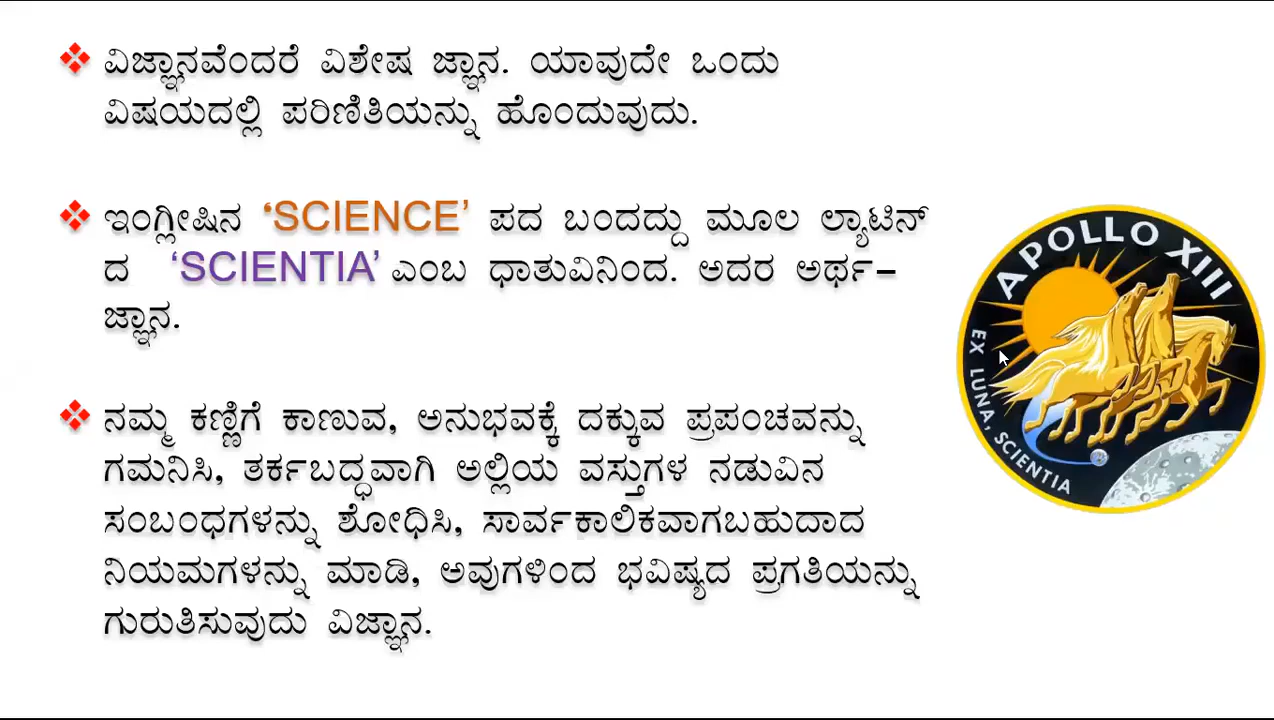 ವಿಜ್ಞಾನವೆಂದರೆ ವಿಶೇಷ ಜ್ಞಾನ. ಯಾವುದೇ ಒಂದು
ವಿಷಯದಲ್ಲಿ ಪರಿಣಿತಿಯನ್ನು ಹೊಂದುವುದು.
ಇಂಗ್ಲೀಷಿನ ‘SCIENCE’ ಪದ ಬಂದದ್ದು ಮೂಲ ಲ್ಯಾಟಿನ್
ದ ‘SCIENTIA’ ಎಂಬ ಧಾತುವಿನಿಂದ. ಅದರ ಅರ್ಥ–
ಜ್ಞಾನ.
ನಮ್ಮ ಕಣ್ಣಿಗೆ ಕಾಣುವ, ಅನುಭವಕ್ಕೆ ದಕ್ಕುವ ಪ್ರಪಂಚವನ್ನು
ಗಮನಿಸಿ, ತರ್ಕಬದ್ಧವಾಗಿ ಅಲ್ಲಿಯ ವಸ್ತುಗಳ ನಡುವಿನ
ಸಂಬಂಧಗಳನ್ನು ಶೋಧಿಸಿ, ಸಾರ್ವಕಾಲಿಕವಾಗಬಹುದಾದ
ನಿಯಮಗಳನ್ನು ಮಾಡಿ, ಅವುಗಳಿಂದ ಭವಿಷ್ಯದ ಪ್ರಗತಿಯನ್ನು
ಗುರುತಿಸುವುದು ವಿಜ್ಞಾನ.
APOLLO XIII
EX LUNA, SCIENTIA